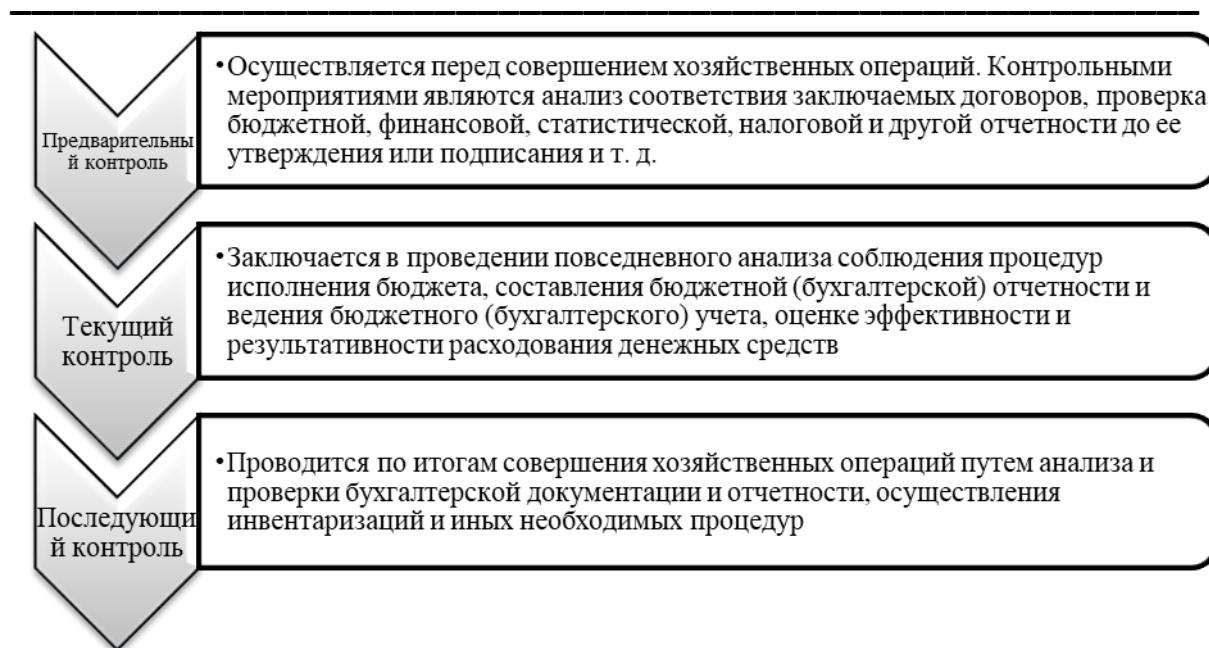 Предварительны
й контроль
•Осуществляется перед совершением хозяйственных операций. Контрольными
мероприятиями являются анализ соответствия заключаемых договоров, проверка
бюджетной, финансовой, статистической, налоговой и другой отчетности до ее
утверждения или подписания и т. д.
Текущий
контроль
•Заключается в проведении повседневного анализа соблюдения процедур
исполнения бюджета, составления бюджетной (бухгалтерской) отчетности и
ведения бюджетного (бухгалтерского) учета, оценке эффективности и
результативности расходования денежных средств
Последующи
й контроль
•Проводится по итогам совершения хозяйственных операций путем анализа и
проверки бухгалтерской документации и отчетности, осуществления
инвентаризаций и иных необходимых процедур